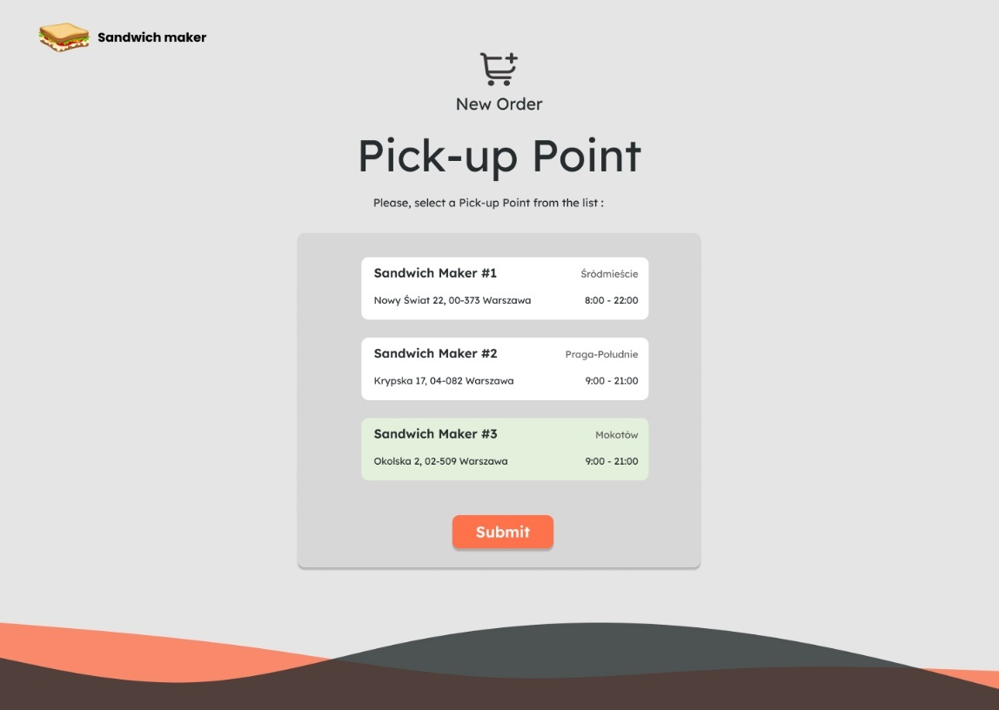 Sandwich maker
New Order
Pick-up Point
Please, select a Pick-up Point from the list :
Sandwich Maker #1 Śródmieście
Nowy Świat 22, 00-373 Warszawa 8:00 - 22:00
Sandwich Maker #2 Praga-Południe
Krypska 17, 04-082 Warszawa 9:00 - 21:00
Sandwich Maker #3 Mokotów
Okolska 2, 02-509 Warszawa 9:00 - 21:00
Submit